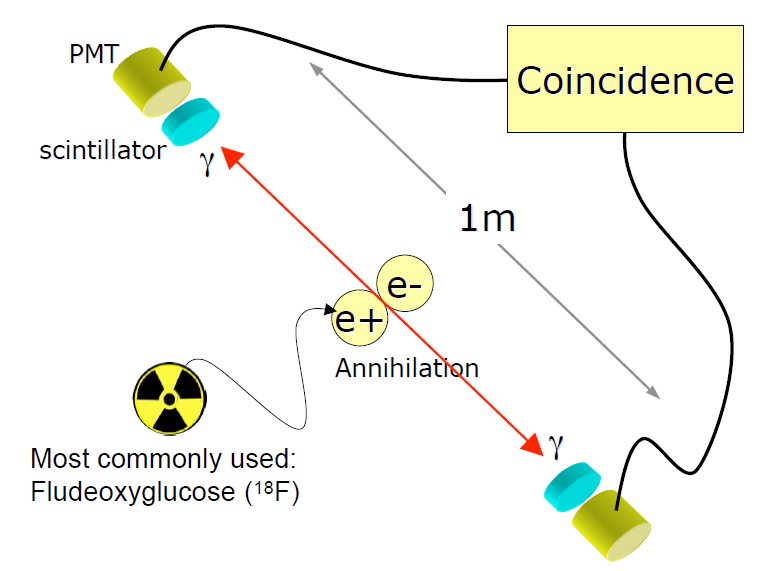 PMT
Coincidence
scintillator
γ
1m
e-
e+
Annihilation
γ
Most commonly used:
Fludeoxyglucose (¹⁸F)